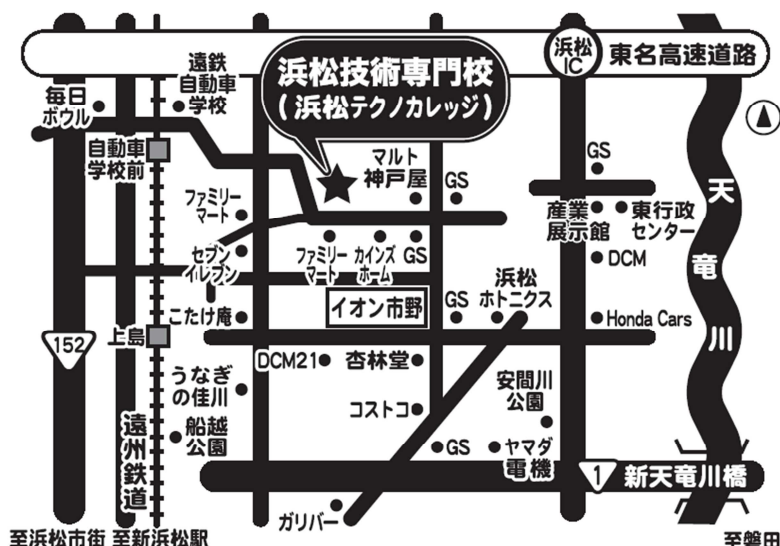 浜松
IC
東名高速道路
遠鉄
自動車
学校
浜松技術専門校
(浜松テクノカレッジ)
毎日
ボウル
自動車
学校前
マルト
神戸屋
GS
GS
産業
展示館
東行政
センター
天竜川
ファミリー
マート
セブン
イレブン
ファミリー
マート
カインズ
ホーム
GS
DCM
浜松
ホトニクス
イオン市野
GS
Honda Cars
こたけ庵
上島
152
DCM21
杏林堂
うなぎ
の佳川
安間川
公園
コストコ
船越
公園
遠州鉄道
GS
ヤマダ
電機
1
新天竜川橋
ガリバー
至浜松市街
至新浜松駅
至磐田